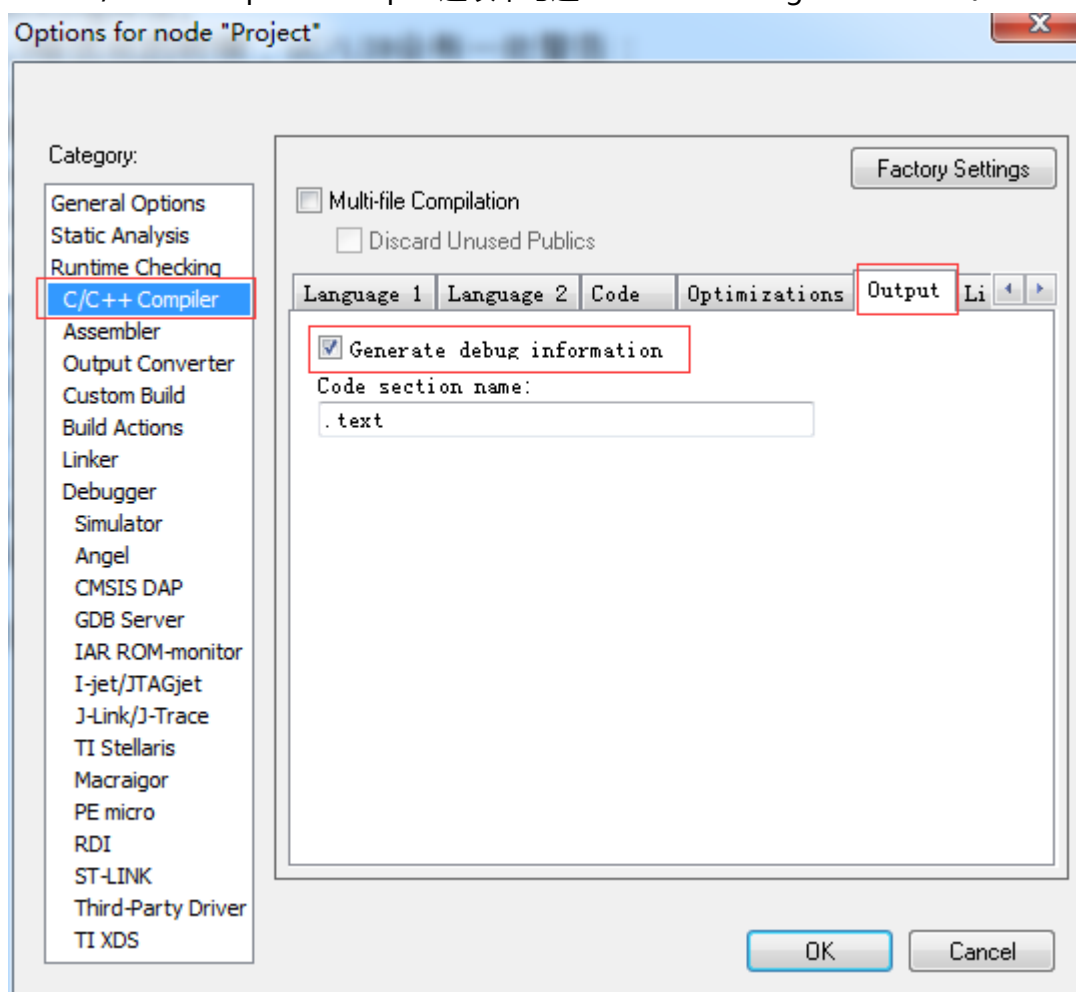 Options for node "Project"
Category:
General Options
Static Analysis
Runtime Checking
C/C++ Compiler
Assembler
Output Converter
Custom Build
Build Actions
Linker
Debugger
Simulator
Angel
CMSIS DAP
GDB Server
IAR ROM-monitor
I-jet/JTAGjet
J-Link/J-Trace
TI Stellaris
Macraigor
PE micro
RDI
ST-LINK
Third-Party Driver
TI XDS
Factory Settings
Multi-file Compilation
Discard Unused Publics
Language 1 Language 2 Code Optimizations Output Li
Generate debug information
Code section name:
.text
OK Cancel